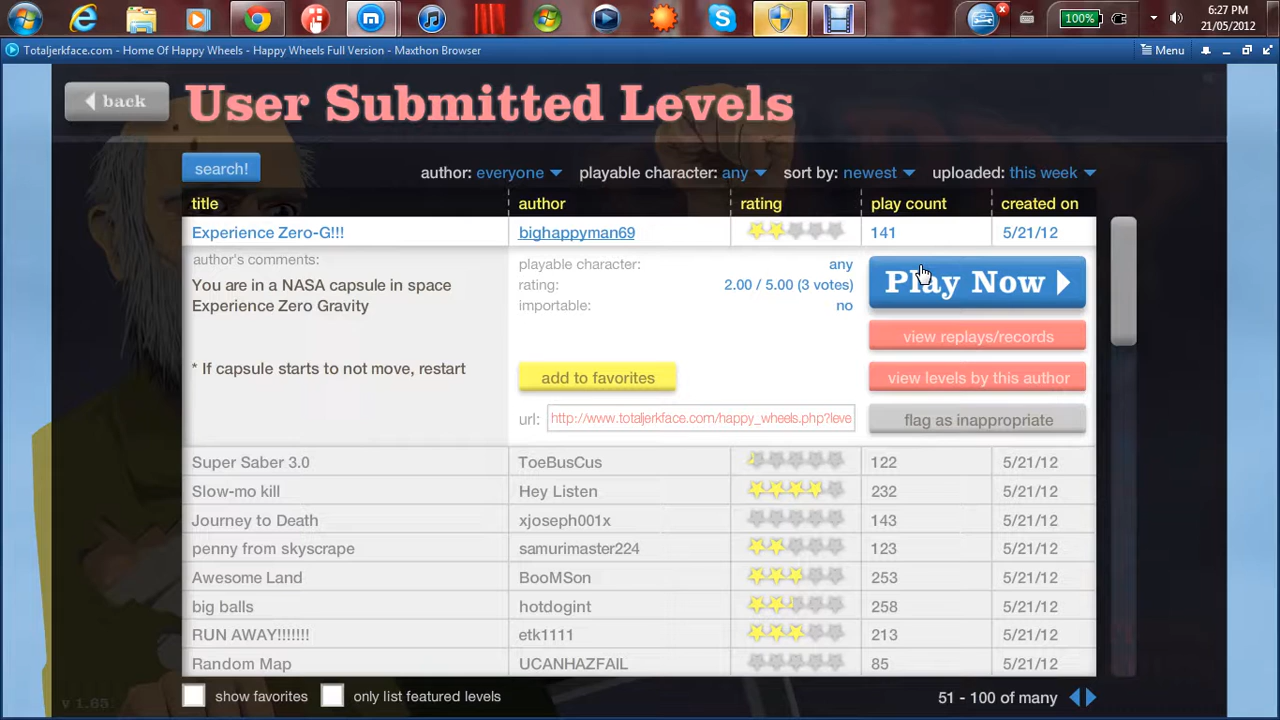 6:27 PM
100%
21/05/2012
Totaljerkface.com - Home Of Happy Wheels - Happy Wheels Full Version - Maxthon Browser
Menu
back
User Submitted Levels
search!
author: everyone
playable character: any
sort by: newest
uploaded: this week
title
author
rating
play count
created on
Experience Zero-G!!!
bighappyman69
141
5/21/12
author's comments:
You are in a NASA capsule in space
Experience Zero Gravity
* If capsule starts to not move, restart
playable character: any
rating: 2.00 / 5.00 (3 votes)
importable: no
add to favorites
url: http://www.totaljerkface.com/happy_wheels.php?leve
Play Now
view replays/records
view levels by this author
flag as inappropriate
Super Saber 3.0 ToeBusCus 122 5/21/12
Slow-mo kill Hey Listen 232 5/21/12
Journey to Death xjoseph001x 143 5/21/12
penny from skyscrape samurimaster224 123 5/21/12
Awesome Land BooMSon 253 5/21/12
big balls hotdogint 258 5/21/12
RUN AWAY!!!!!!! etk1111 213 5/21/12
Random Map UCANHAZFAIL 85 5/21/12
show favorites
only list featured levels
51 - 100 of many
v 1.65